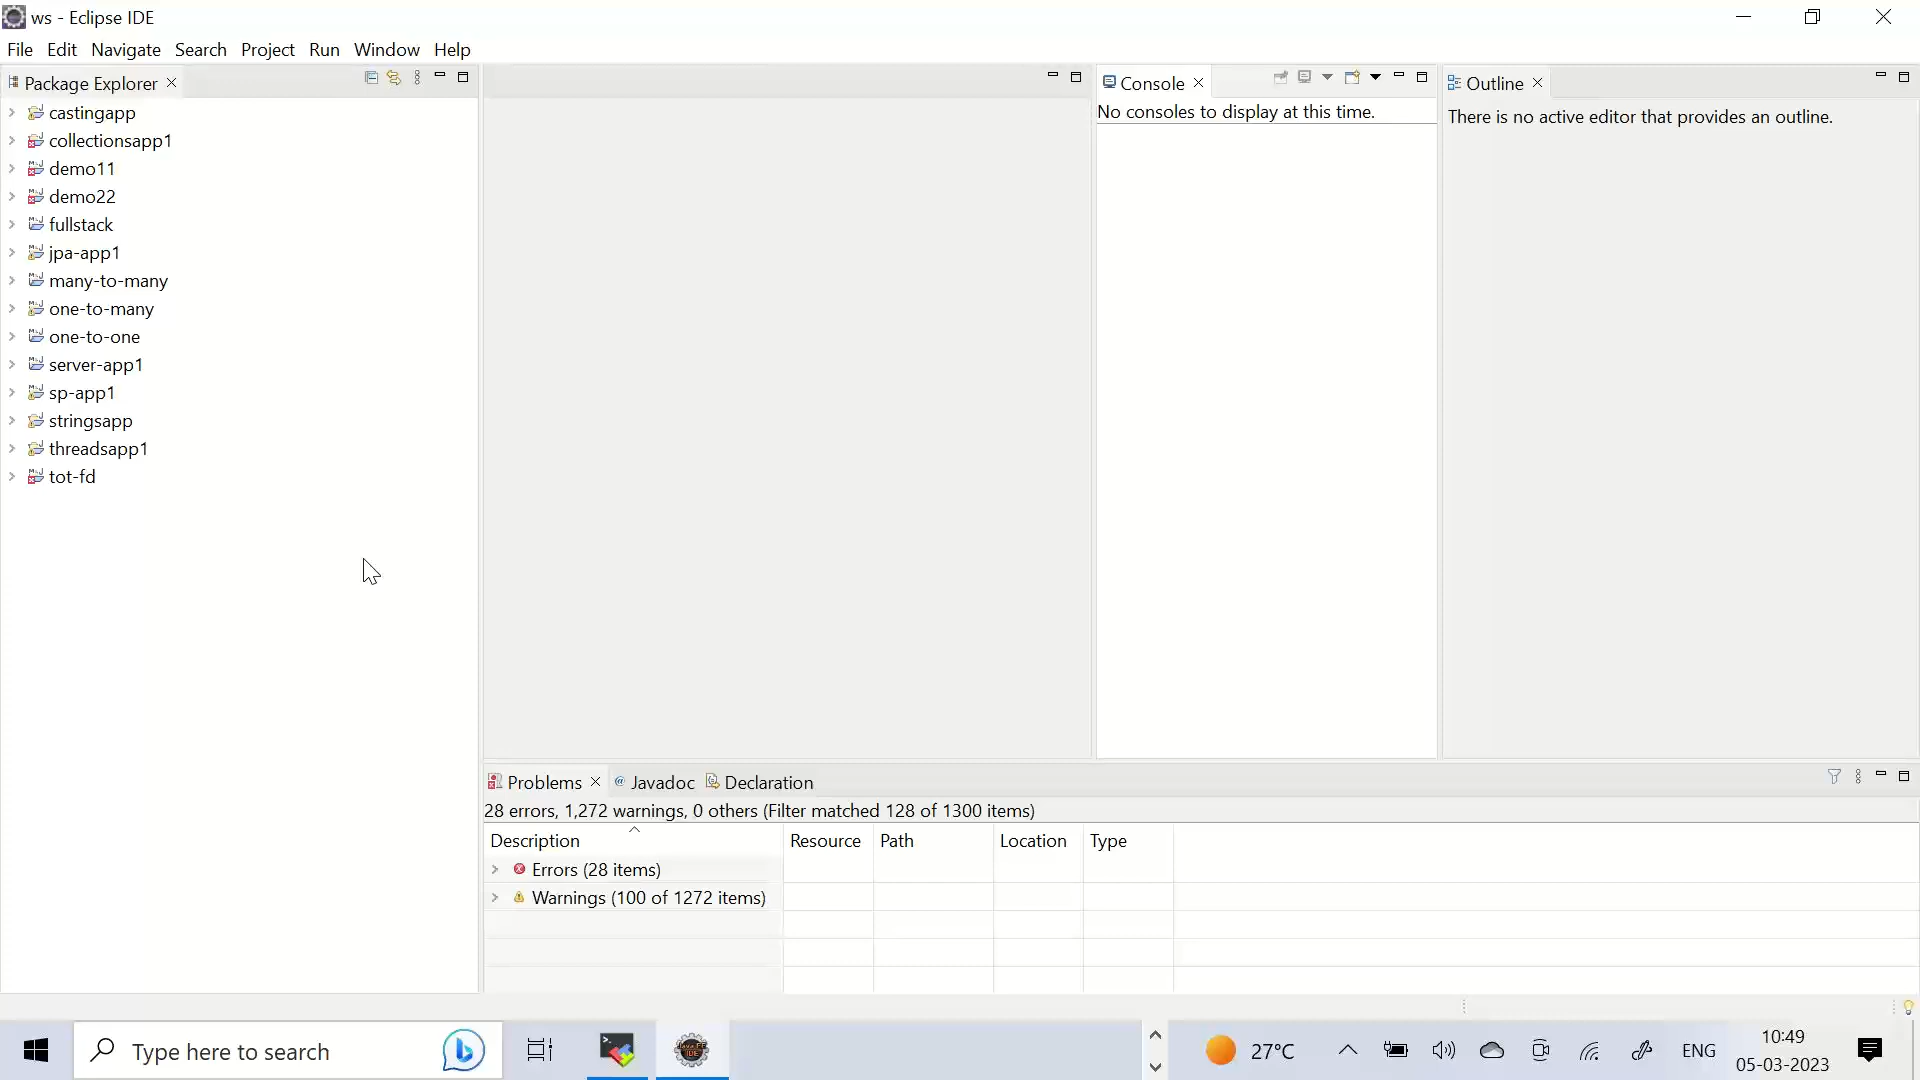 ws - Eclipse IDE
File Edit Navigate Search Project Run Window Help
Package Explorer
castingapp
collectionsapp1
demo11
demo22
fullstack
jpa-app1
many-to-many
one-to-many
one-to-one
server-app1
sp-app1
stringsapp
threadsapp1
tot-fd
Console
No consoles to display at this time.
Outline
There is no active editor that provides an outline.
Problems @ Javadoc Declaration
28 errors, 1,272 warnings, 0 others (Filter matched 128 of 1300 items)
Description Resource Path Location Type
Errors (28 items)
Warnings (100 of 1272 items)
Type here to search
27°C
ENG
10:49
05-03-2023